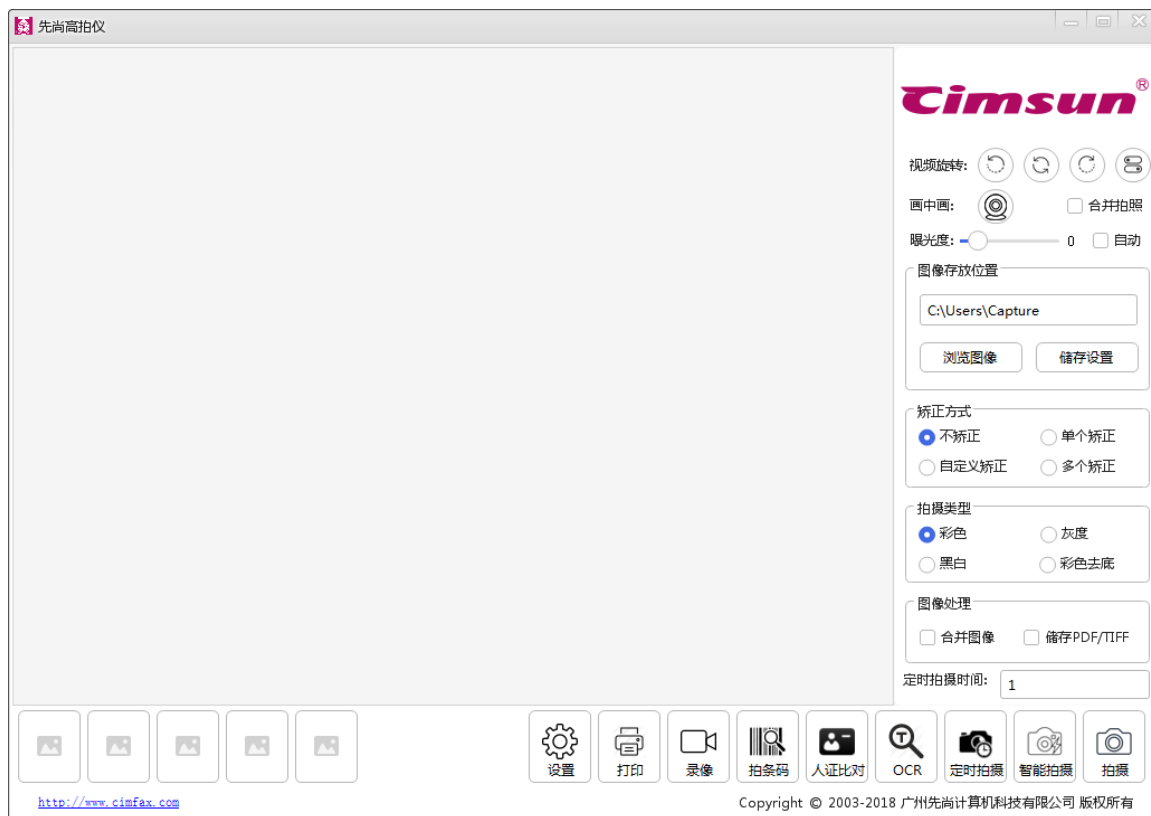 先尚高拍仪
Cimsun®
视频旋转:
画中画: 合并拍照
曝光度: 0 自动
图像存放位置
C:\Users\Capture
浏览图像 储存设置
矫正方式
不矫正 单个矫正
自定义矫正 多个矫正
拍摄类型
彩色 灰度
黑白 彩色去底
图像处理
合并图像 储存PDF/TIFF
定时拍摄时间: 1
设置 打印 录像 拍条码 人证比对 OCR 定时拍摄 智能拍摄 拍摄
http://www.cimfax.com
Copyright © 2003-2018 广州先尚计算机科技有限公司 版权所有